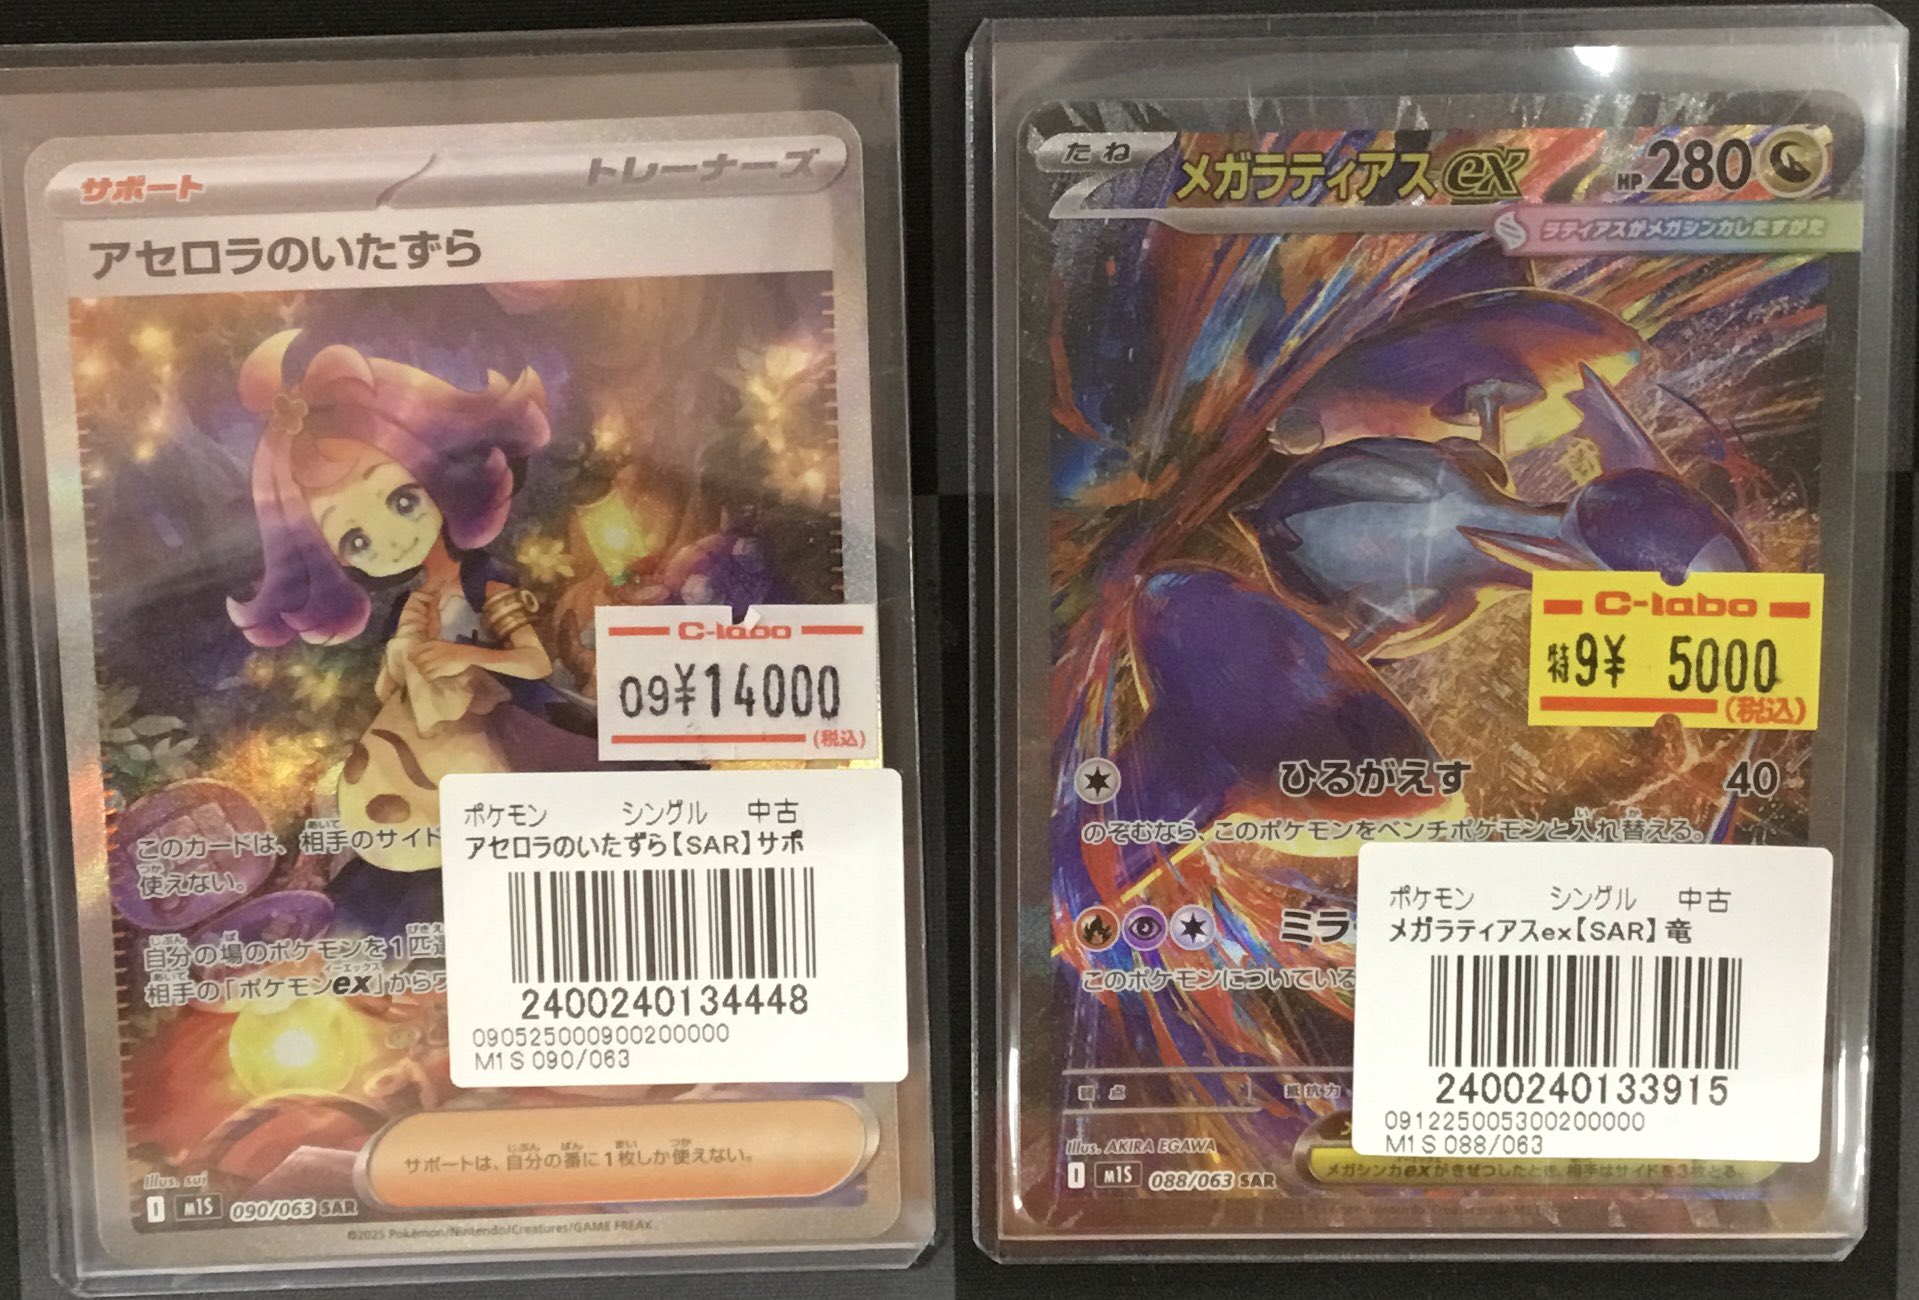 サポート
トレーナーズ
アセロラのいたずら
C-labo
09¥14000
(税込)
このカードは、相手のサイド
使えない。
自分の場のポケモンを1匹
相手の「ポケモンex」から
ポケモン シングル 中古
アセロラのいたずら【SAR】サポ
2400240134448
090525000900200000
M1S 090/063
サポートは、自分の番に1枚しか使えない。
Illus. sui
I M1S 090/063 SAR
©2025 Pokémon/Nintendo/Creatures/GAME FREAK.
たね
メガラティアスex
HP280
ラティアスがメガシンカしたすがた
C-labo
特9¥ 5000
(税込)
ひるがえす 40
のぞむなら、このポケモンをベンチポケモンと入れ替える。
ミラ
このポケモンについている
ポケモン シングル 中古
メガラティアスex【SAR】竜
2400240133915
091225005300200000
M1S 088/063
弱点
抵抗力
Illus. AKIRA EGAWA
I M1S 088/063 SAR
メガシンカexがきぜつしたとき、相手はサイドを3枚とる。